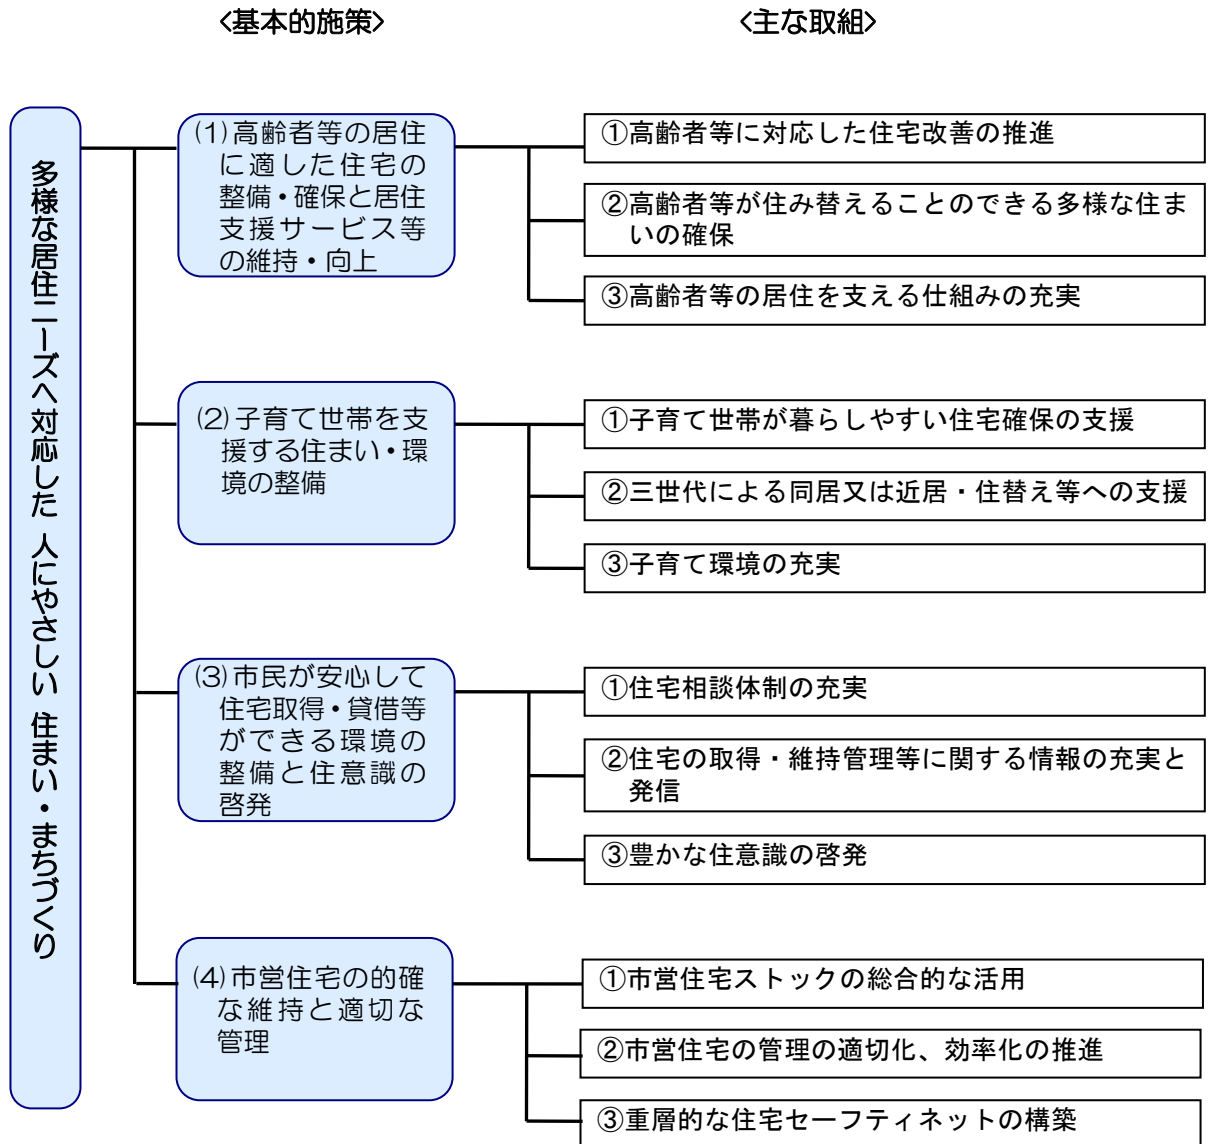 <基本的施策>
<主な取組>
多様な居住ニーズへ対応した 人にやさしい 住まい・まちづくり
(1)高齢者等の居住
に適した住宅の
整備・確保と居住
支援サービス等
の維持・向上
①高齢者等に対応した住宅改善の推進
②高齢者等が住み替えることのできる多様な住ま
いの確保
③高齢者等の居住を支える仕組みの充実
(2)子育て世帯を支
援する住まい・環
境の整備
①子育て世帯が暮らしやすい住宅確保の支援
②三世代による同居又は近居・住替え等への支援
③子育て環境の充実
(3)市民が安心して
住宅取得・貸借等
ができる環境の
整備と住意識の
啓発
①住宅相談体制の充実
②住宅の取得・維持管理等に関する情報の充実と
発信
③豊かな住意識の啓発
(4)市営住宅の的確
な維持と適切な
管理
①市営住宅ストックの総合的な活用
②市営住宅の管理の適切化、効率化の推進
③重層的な住宅セーフティネットの構築